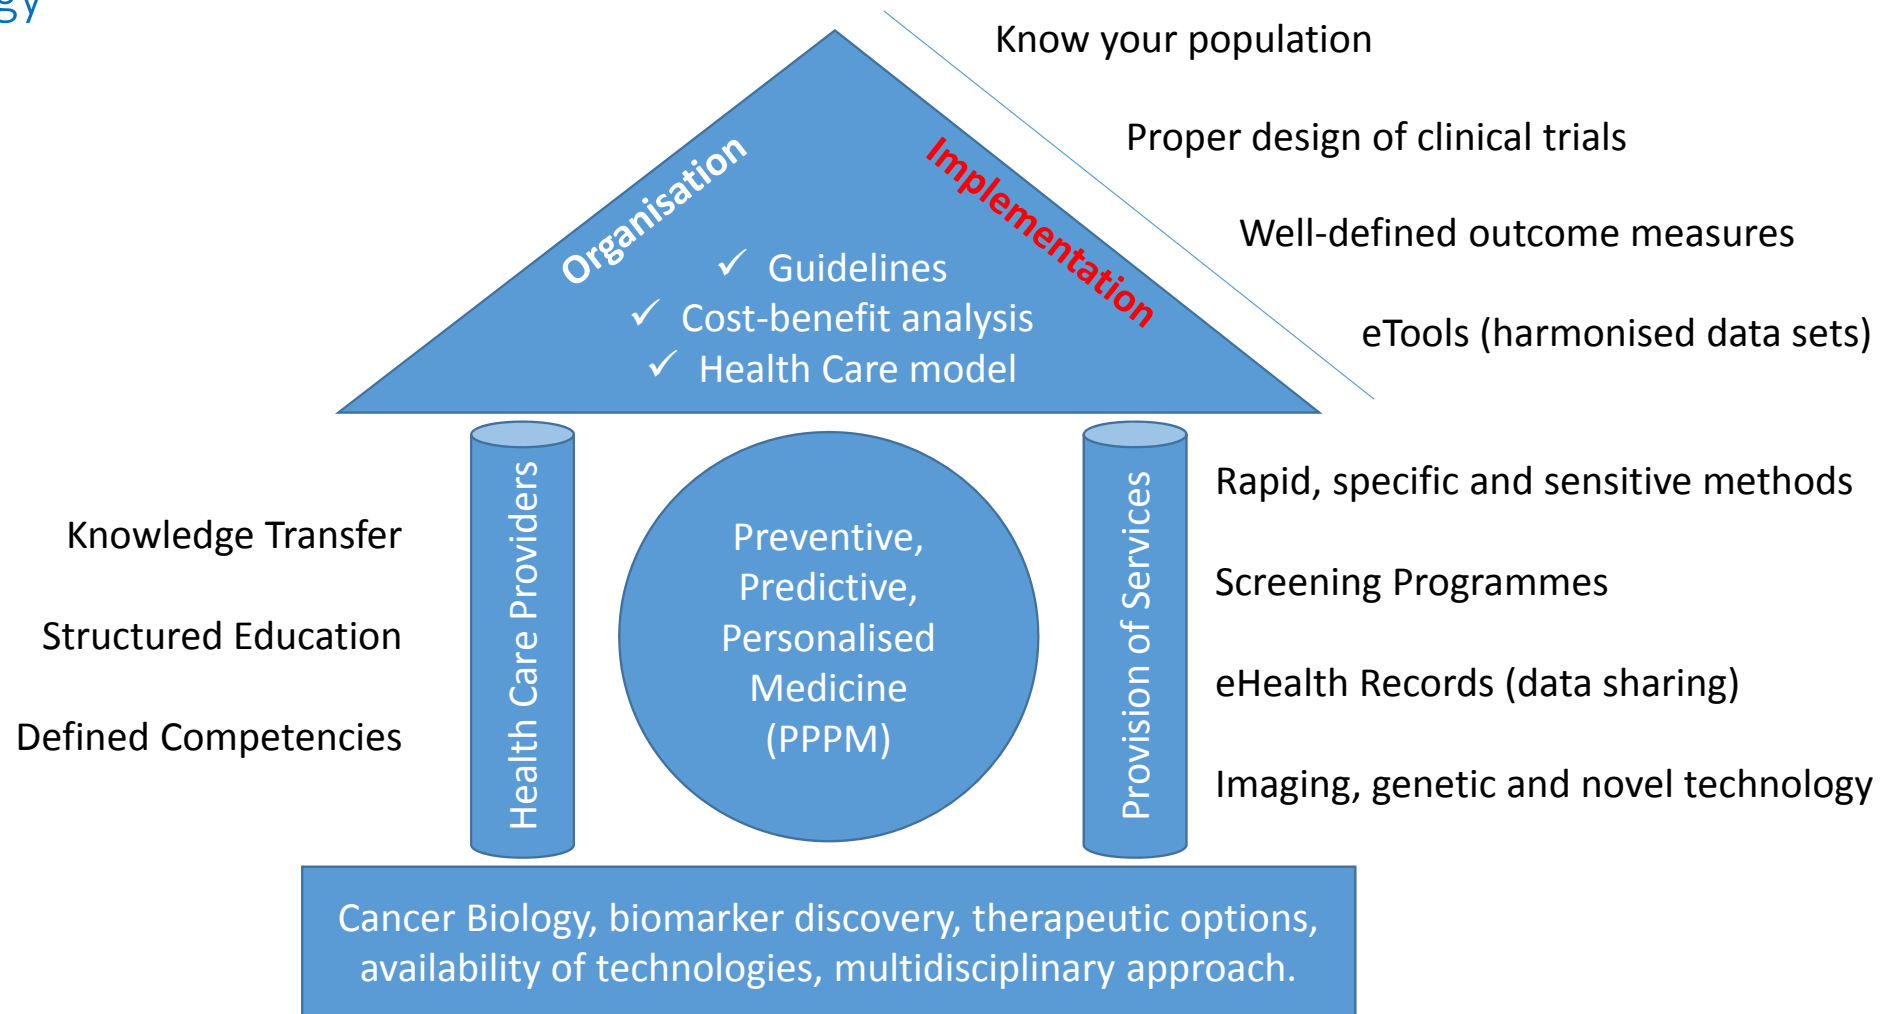 Know your population
Proper design of clinical trials
Well-defined outcome measures
eTools (harmonised data sets)
Organisation
Implementation
✓ Guidelines
✓ Cost-benefit analysis
✓ Health Care model
Knowledge Transfer
Structured Education
Defined Competencies
Health Care Providers
Preventive,
Predictive,
Personalised
Medicine
(PPPM)
Provision of Services
Rapid, specific and sensitive methods
Screening Programmes
eHealth Records (data sharing)
Imaging, genetic and novel technology
Cancer Biology, biomarker discovery, therapeutic options,
availability of technologies, multidisciplinary approach.